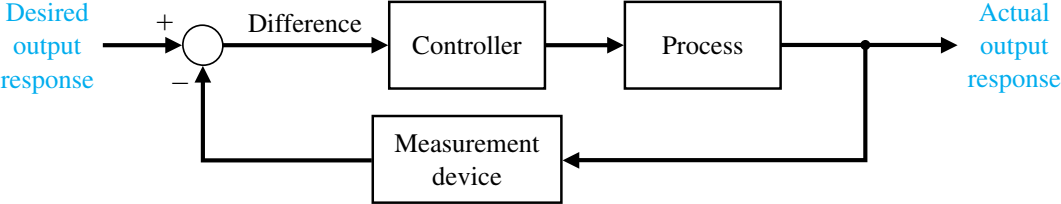 Desired
output
response
+
−
Difference
Controller
Process
Actual
output
response
Measurement
device